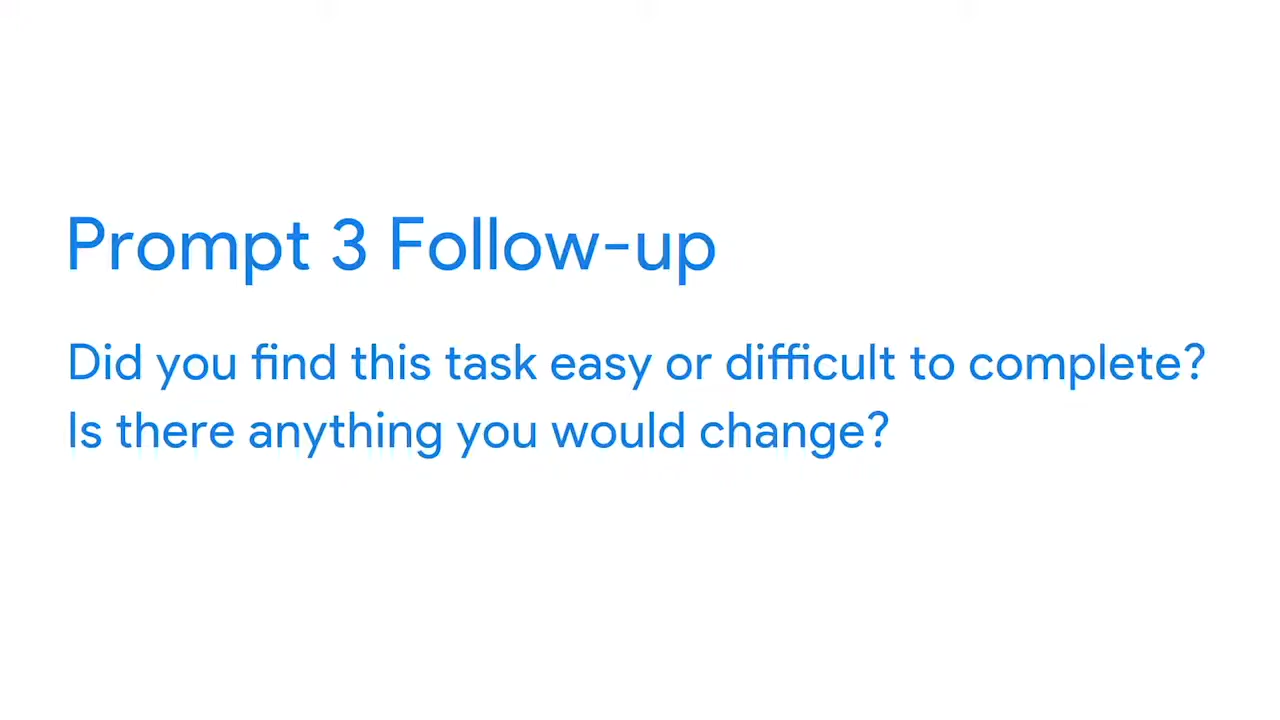 Prompt 3 Follow-up
Did you find this task easy or difficult to complete?
Is there anything you would change?